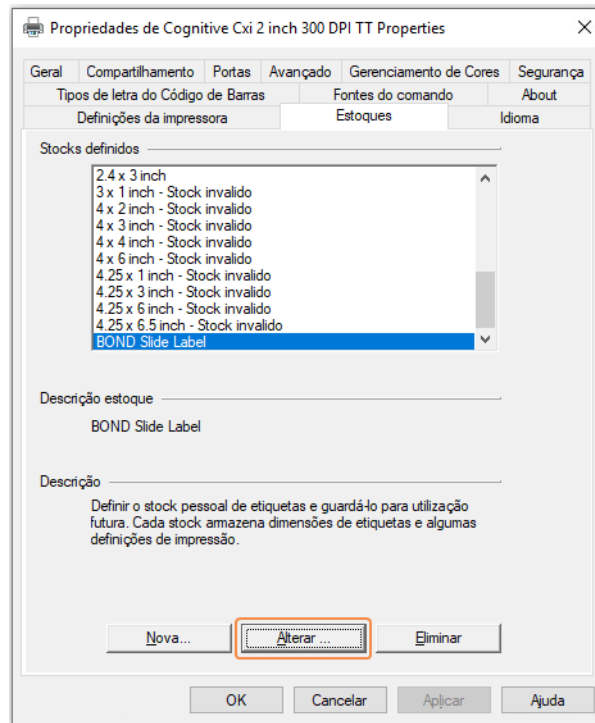 Propriedades de Cognitive Cxi 2 inch 300 DPI TT Properties
Geral Compartilhamento Portas Avançado Gerenciamento de Cores Segurança
Tipos de letra do Código de Barras Fontes do comando About
Definições da impressora Estoques Idioma
Stocks definidos
2.4 x 3 inch
3 x 1 inch - Stock invalido
4 x 2 inch - Stock invalido
4 x 3 inch - Stock invalido
4 x 4 inch - Stock invalido
4 x 6 inch - Stock invalido
4.25 x 1 inch - Stock invalido
4.25 x 3 inch - Stock invalido
4.25 x 6 inch - Stock invalido
4.25 x 6.5 inch - Stock invalido
BOND Slide Label
Descrição estoque
BOND Slide Label
Descrição
Definir o stock pessoal de etiquetas e guardá-lo para utilização
futura. Cada stock armazena dimensões de etiquetas e algumas
definições de impressão.
Nova... Alterar ... Eliminar
OK Cancelar Aplicar Ajuda